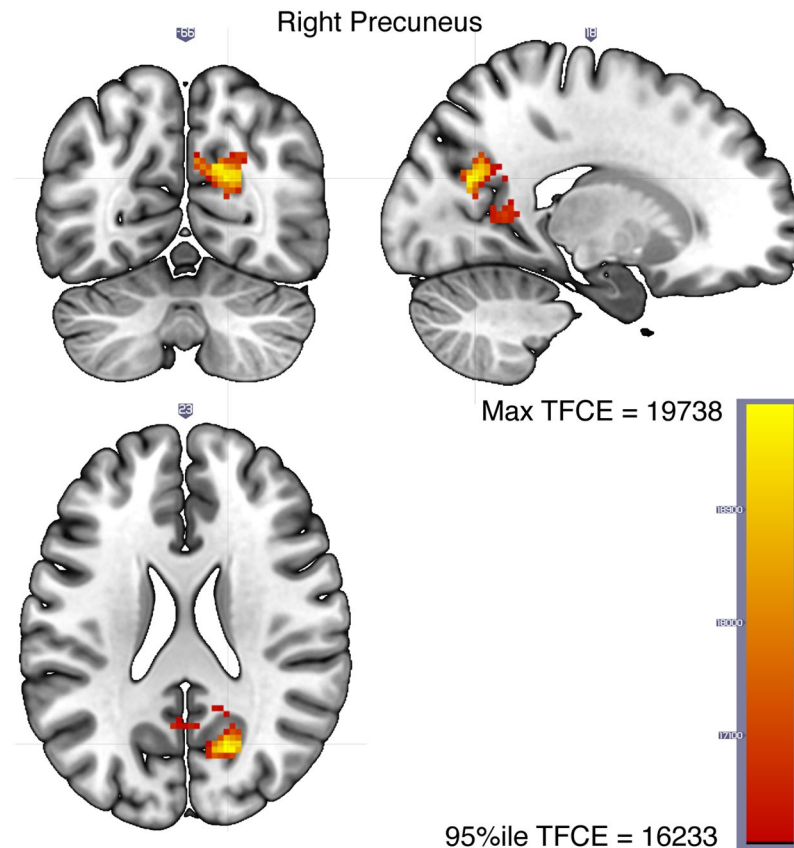 Right Precuneus
-66
18
Max TFCE = 19738
23
18900
18000
17100
95%ile TFCE = 16233